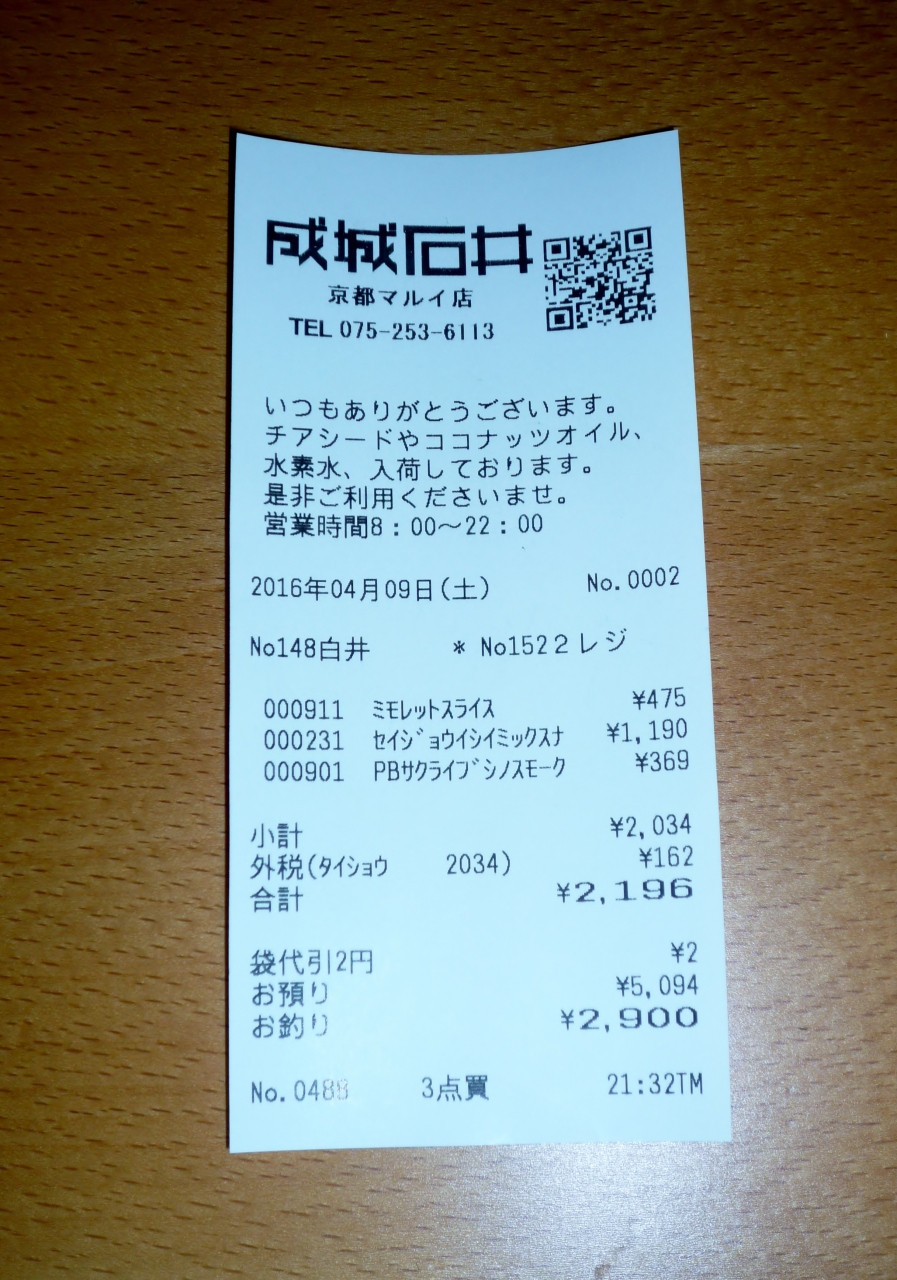 成城石井
京都マルイ店
TEL 075-253-6113
いつもありがとうございます。
チアシードやココナッツオイル、
水素水、入荷しております。
是非ご利用くださいませ。
営業時間8:00〜22:00
2016年04月09日(土) No.0002
No148白井 * No1522レジ
000911 ミモレットスライス ¥475
000231 セイジョウイシイミックスナ ¥1,190
000901 PBサクライブシノスモーク ¥369
小計 ¥2,034
外税(タイショウ 2034) ¥162
合計 ¥2,196
袋代引2円 ¥2
お預り ¥5,094
お釣り ¥2,900
No.0488 3点買 21:32TM